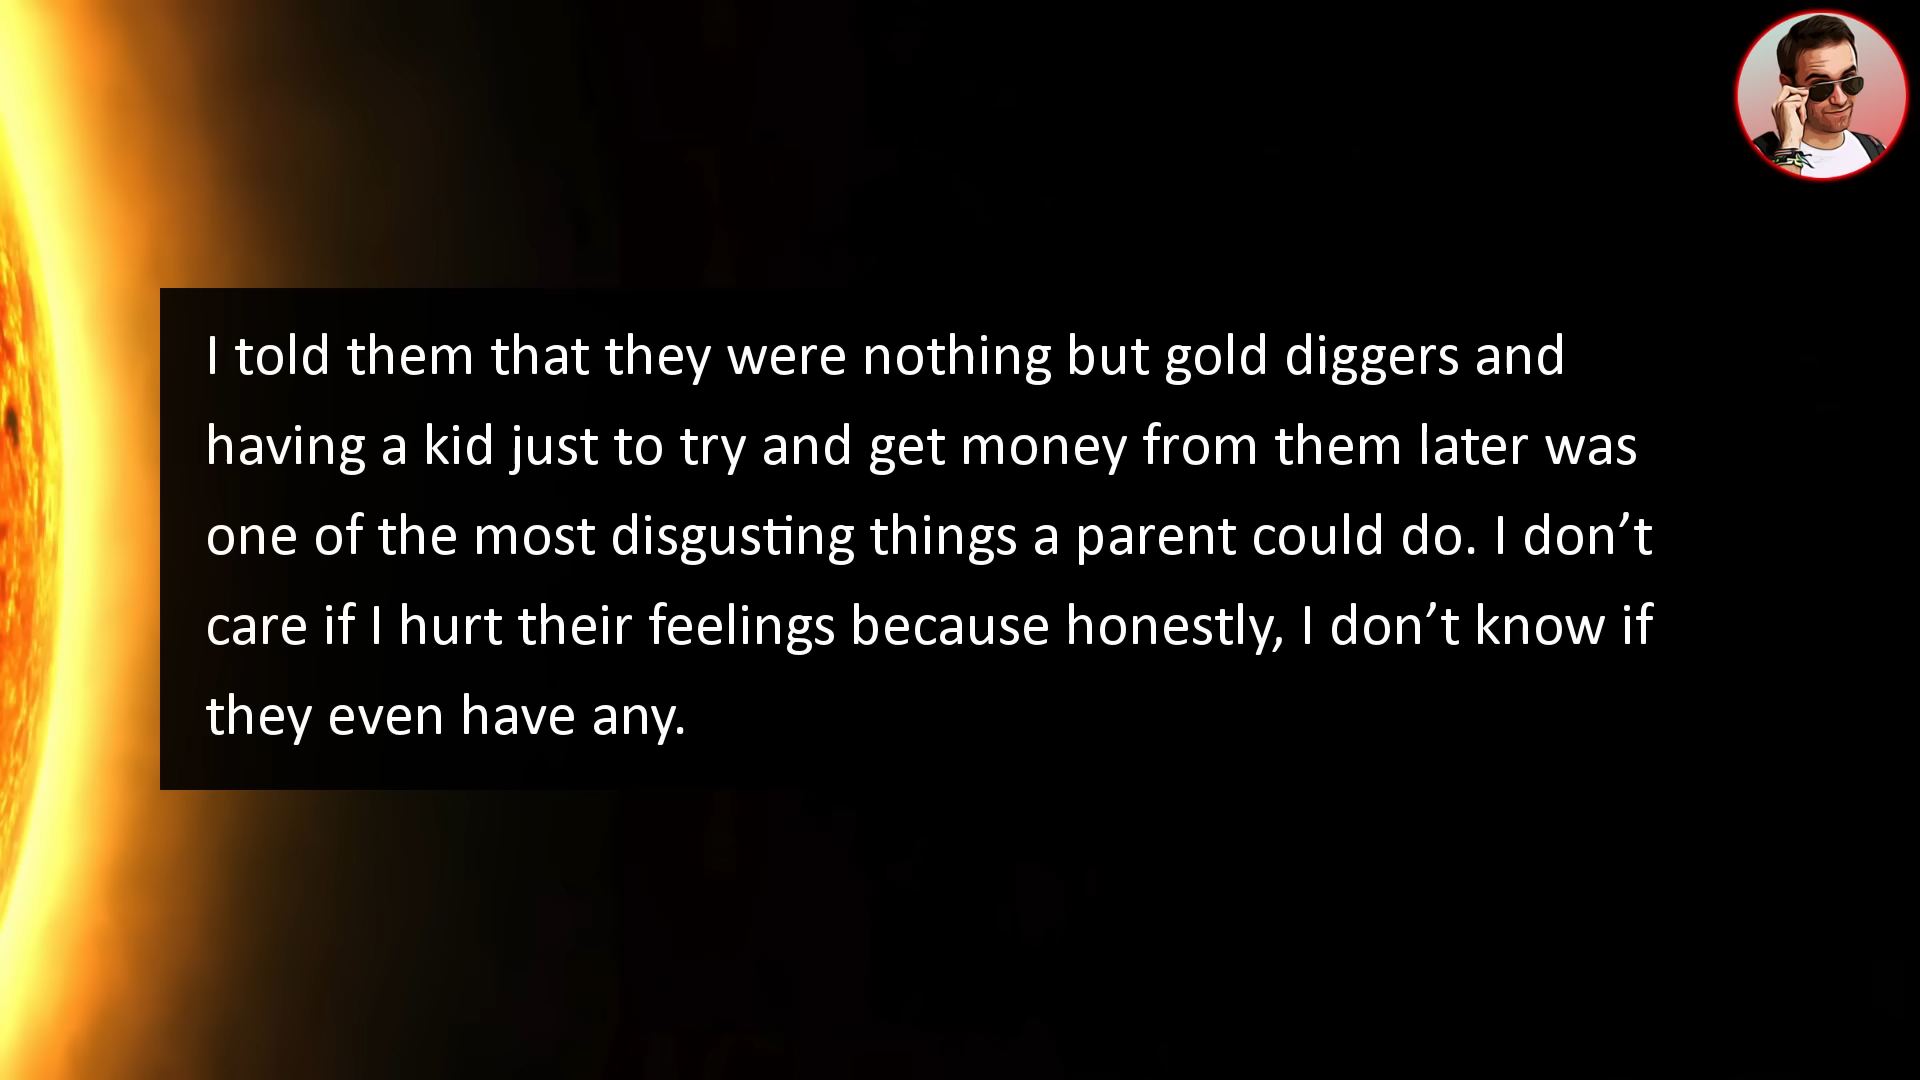 I told them that they were nothing but gold diggers and
having a kid just to try and get money from them later was
one of the most disgusting things a parent could do. I don’t
care if I hurt their feelings because honestly, I don’t know if
they even have any.